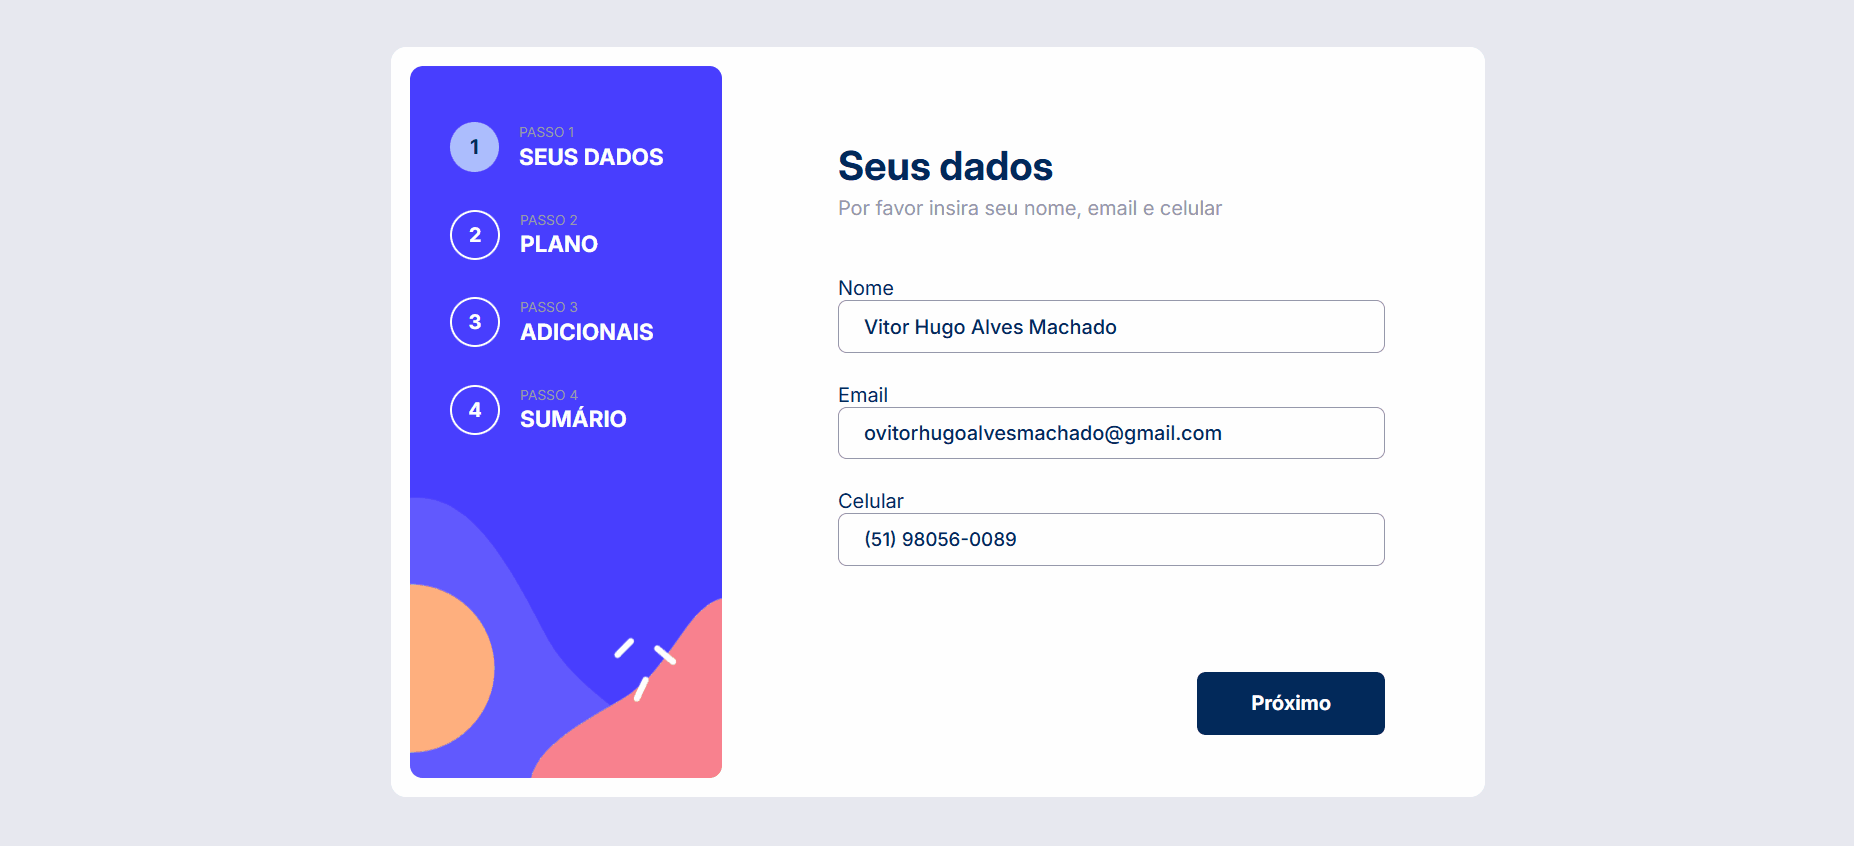 1
PASSO 1
SEUS DADOS
2
PASSO 2
PLANO
3
PASSO 3
ADICIONAIS
4
PASSO 4
SUMÁRIO
Seus dados
Por favor insira seu nome, email e celular
Nome
Vitor Hugo Alves Machado
Email
ovitorhugoalvesmachado@gmail.com
Celular
(51) 98056-0089
Próximo